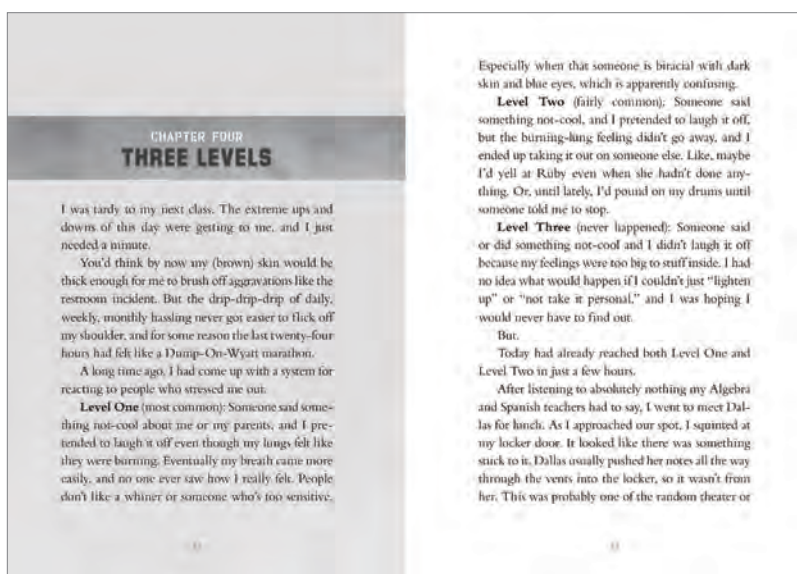 CHAPTER FOUR
THREE LEVELS
I was tardy to my next class. The extreme ups and
downs of this day were getting to me, and I just
needed a minute.
You'd think by now my (brown) skin would be
thick enough for me to brush off aggravations like the
restroom incident. But the drip-drip-drip of daily,
weekly, monthly hassling never got easier to flick off
my shoulder, and for some reason the last twenty-four
hours had felt like a Dump-On-Wyatt marathon.
A long time ago, I had come up with a system for
reacting to people who stressed me out.
Level One (most common): Someone said some-
thing not-cool about me or my parents, and I pre-
tended to laugh it off even though my lungs felt like
they were burning. Eventually my breath came more
easily, and no one ever saw how I really felt. People
don't like a whiner or someone who's too sensitive.
Especially when that someone is biracial with dark
skin and blue eyes, which is apparently confusing.
Level Two (fairly common): Someone said
something not-cool, and I pretended to laugh it off,
but the burning-lung feeling didn't go away, and I
ended up taking it out on someone else. Like, maybe
I'd yell at Ruby even when she hadn't done any-
thing. Or, until lately, I'd pound on my drums until
someone told me to stop.
Level Three (never happened): Someone said
or did something not-cool and I didn't laugh it off
because my feelings were too big to stuff inside. I had
no idea what would happen if I couldn't just "lighten
up" or "not take it personal," and I was hoping I
would never have to find out.
But.
Today had already reached both Level One and
Level Two in just a few hours.
After listening to absolutely nothing my Algebra
and Spanish teachers had to say, I went to meet Dal-
las for lunch. As I approached our spot, I squinted at
my locker door. It looked like there was something
stuck to it. Dallas usually pushed her notes all the way
through the vents into the locker, so it wasn't from
her. This was probably one of the random theater or